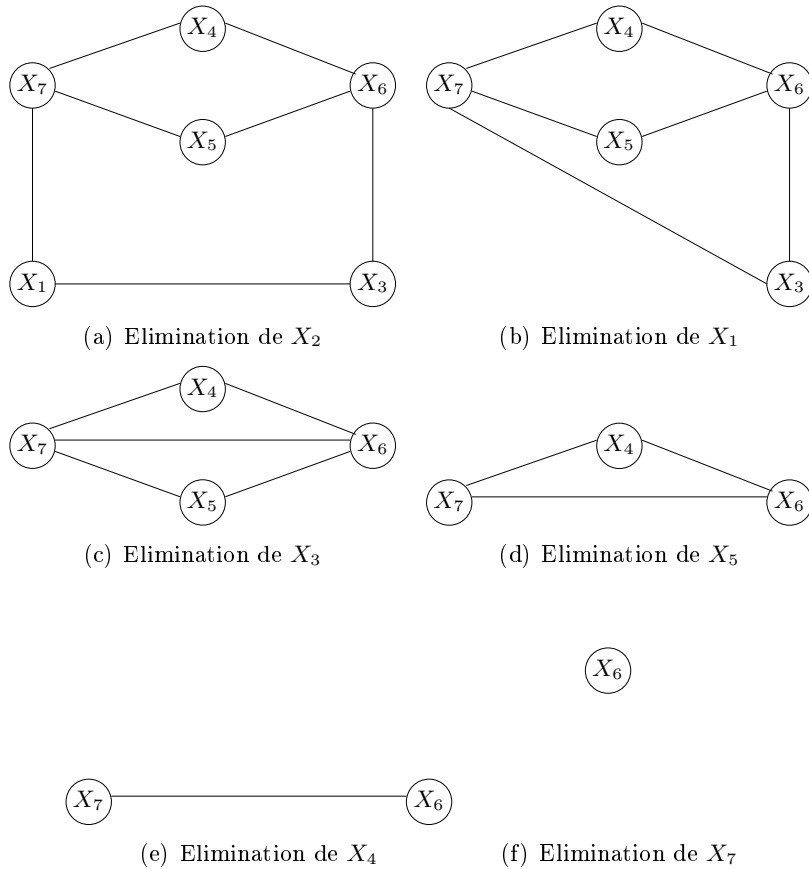 X₄ X₄
X₇ X₆ X₇ X₆
X₅ X₅
X₁ X₃ X₃
(a) Elimination de X₂ (b) Elimination de X₁
X₄
X₇ X₆ X₄
X₅ X₇ X₆
(c) Elimination de X₃ (d) Elimination de X₅
X₆
X₇ X₆
(e) Elimination de X₄ (f) Elimination de X₇